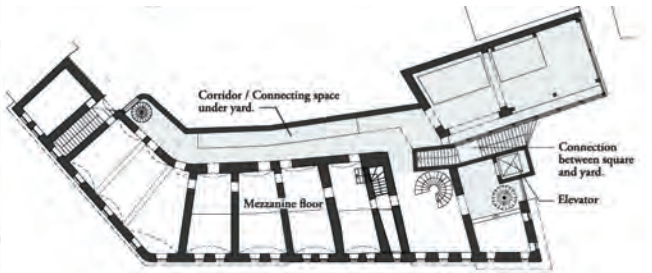 Corridor / Connecting space
under yard.
Connection
between square
and yard.
Mezzanine floor
Elevator